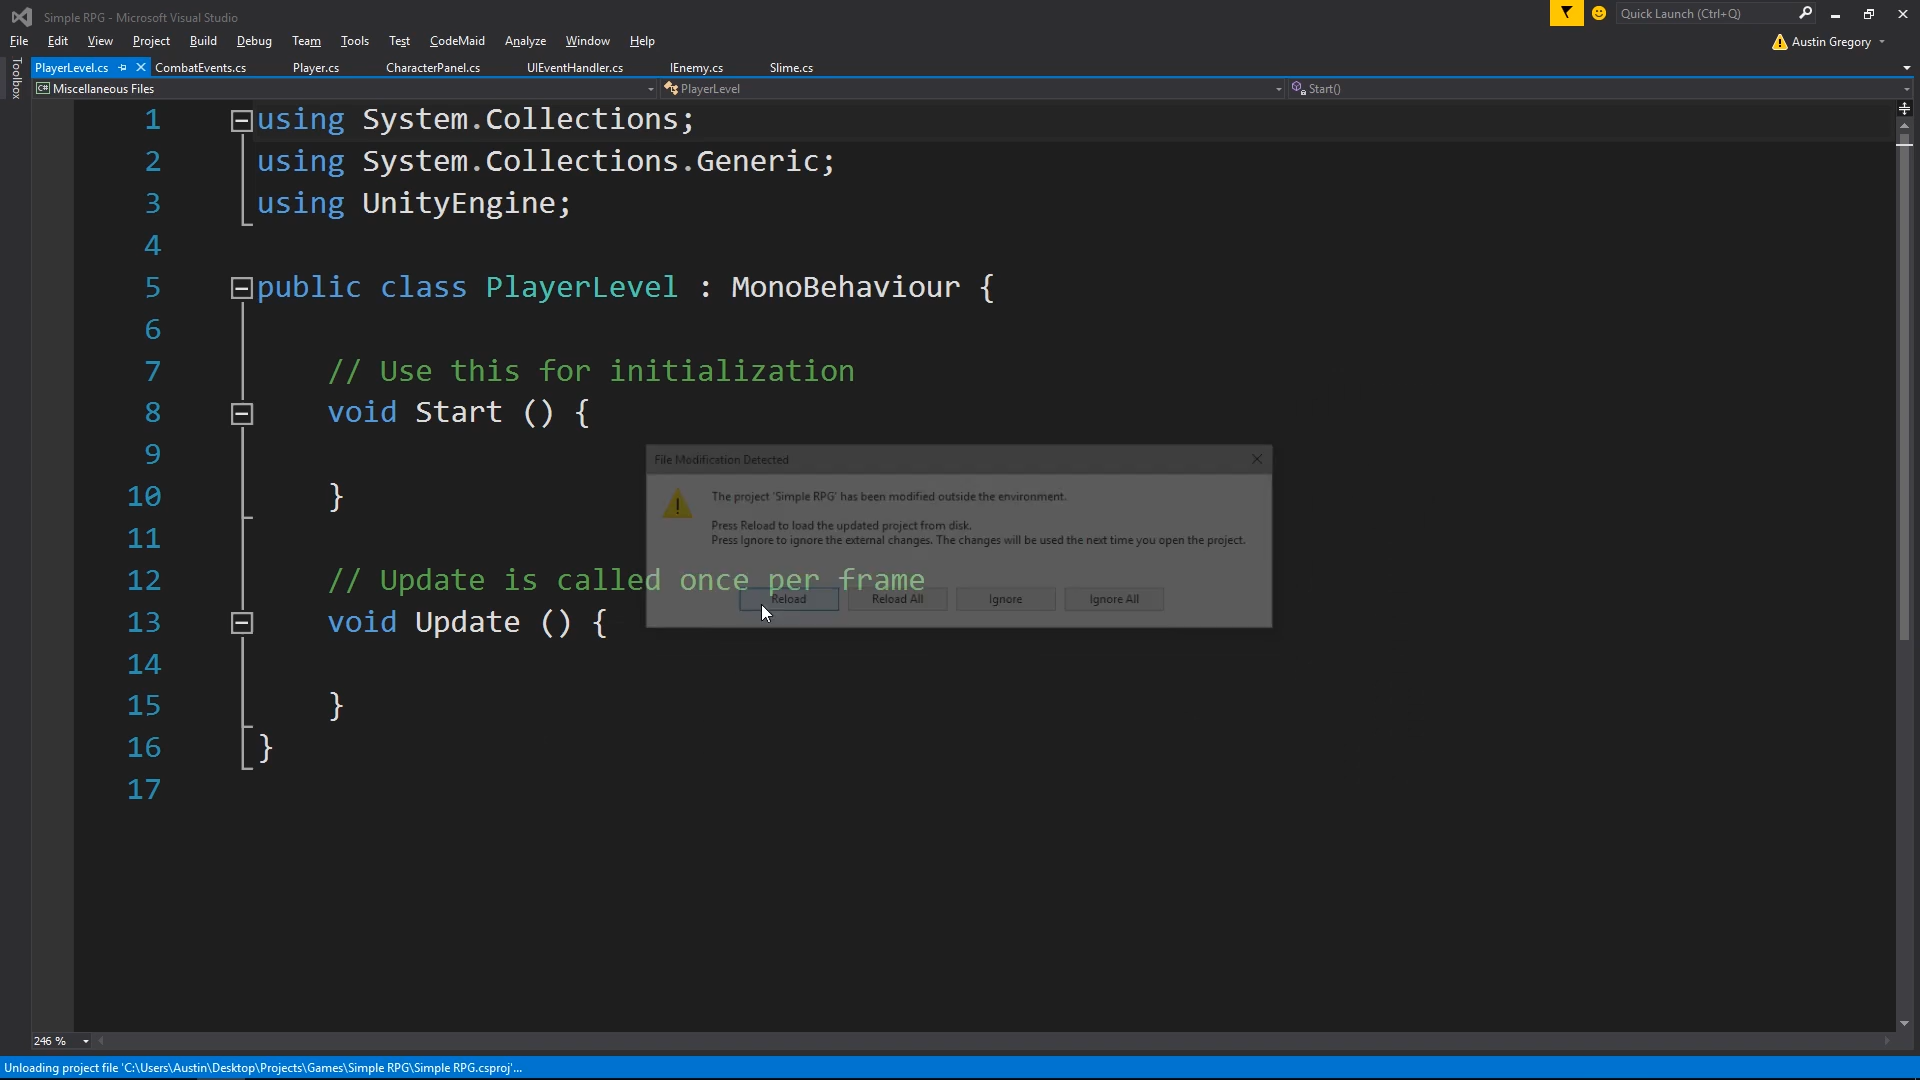 Simple RPG - Microsoft Visual Studio
Quick Launch (Ctrl+Q)
File Edit View Project Build Debug Team Tools Test CodeMaid Analyze Window Help
Austin Gregory
Toolbox
PlayerLevel.cs CombatEvents.cs Player.cs CharacterPanel.cs UIEventHandler.cs IEnemy.cs Slime.cs
C# Miscellaneous Files PlayerLevel Start()
1 using System.Collections;
2 using System.Collections.Generic;
3 using UnityEngine;
4
5 public class PlayerLevel : MonoBehaviour {
6
7 // Use this for initialization
8 void Start () {
9
10 }
11
12 // Update is called once per frame
13 void Update () {
14
15 }
16 }
17
File Modification Detected
The project 'Simple RPG' has been modified outside the environment.
Press Reload to load the updated project from disk.
Press Ignore to ignore the external changes. The changes will be used the next time you open the project.
Reload Reload All Ignore Ignore All
246 %
Unloading project file 'C:\Users\Austin\Desktop\Projects\Games\Simple RPG\Simple RPG.csproj'...